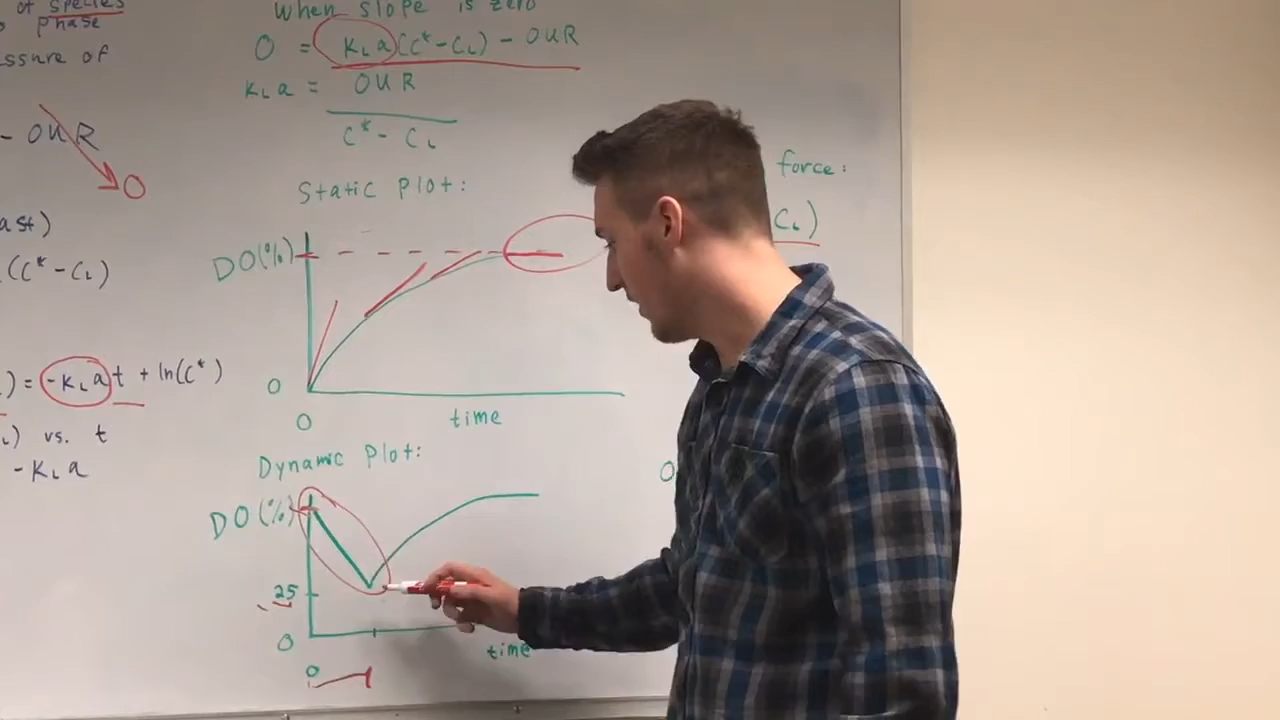 of species
phase
ssure of
- OUR
0
ast)
(C* - CL)
) = -KLa t + ln(C*)
) vs. t
- KLa
When slope is zero
0 = KLa(C* - CL) - OUR
KLa = OUR
C* - CL
Static Plot:
DO(%)
0
0
time
Dynamic Plot:
DO(%)
25
0
0
time
force:
CL)